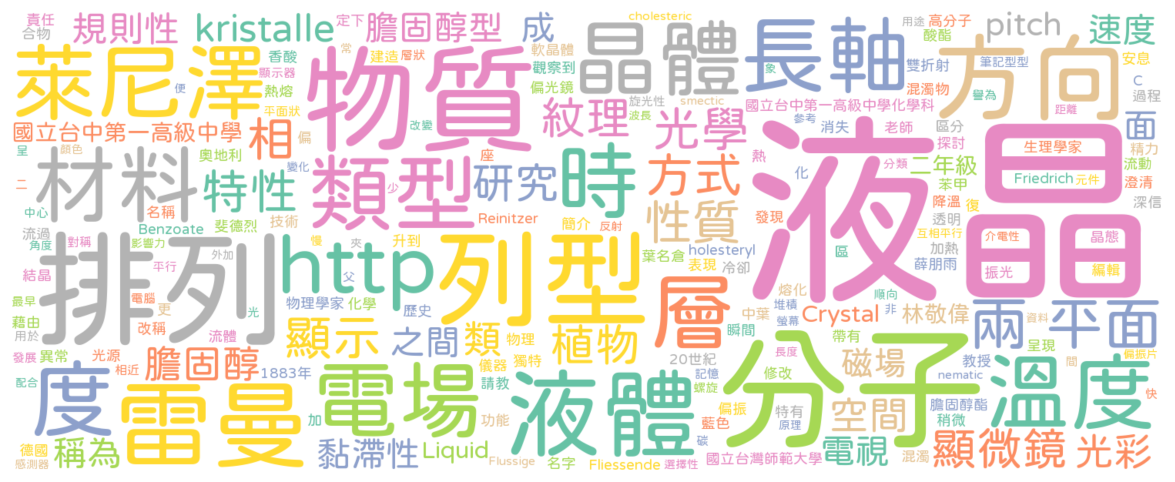 責任
合物
規則性
kristalle
定下
膽固醇型
成
cholesteric
晶體
長軸
用途
高分子
pitch
速度
萊尼澤
物質
香酸
顯示器
常
建造
層狀
軟晶體
觀察到
象
雙折射
酸酯
筆記型型
安息
方向
C
過程
熱熔
便
平面狀
偏光鏡
旋光性
smectic
混濁物
譽為
距離
國立台中第一高級中學
相
偏
改變
紋理
波長
國立台中第一高級中學化學科
光學
參考
消失
老師
區分
探討
面
精力
生理學家
呈
顏色
奧地利
變化
座
材料
特性
類型
研究
時
方式
熱
分類
二年級
苯甲
流動
Friedrich
元件
澄清
二
少
化
液晶
降溫
深信
中心
名稱
Benzoate
斐德烈
技術
Reinitzer
簡介
反射
性質
發現
透明
復
流過
角度
對稱
影響力
慢
夾
升到
葉名倉
holesteryl
互相平行
加熱
介電性
晶態
排列
外加
http
列型
表現
冷卻
區
薛朋雨
振光
編輯
結晶
平行
父
層
熔化
最早
電腦
更
光
物理學家
化學
歷史
堆積
順向
藉由
用於
改稱
流體
顯示
之間
類
物理
植物
中葉
螢幕
瞬間
Crystal
非
林敬偉
兩
資料
平面
發展
異常
光源
相近
膽固醇
1883年
儀器
獨特
20世紀
長度
帶有
教授
呈現
間
偏振片
配合
度
雷曼
電場
請教
液體
記憶
螺旋
分子
修改
磁場
nematic
溫度
快
加
功能
偏振
特有
原理
空間
膽固醇酯
稍微
德國
感測器
稱為
黏滯性
Liquid
Flussige
名字
Fliessende
藍色
碳
選擇性
國立台灣師範大學
電視
混濁
顯微鏡
光彩